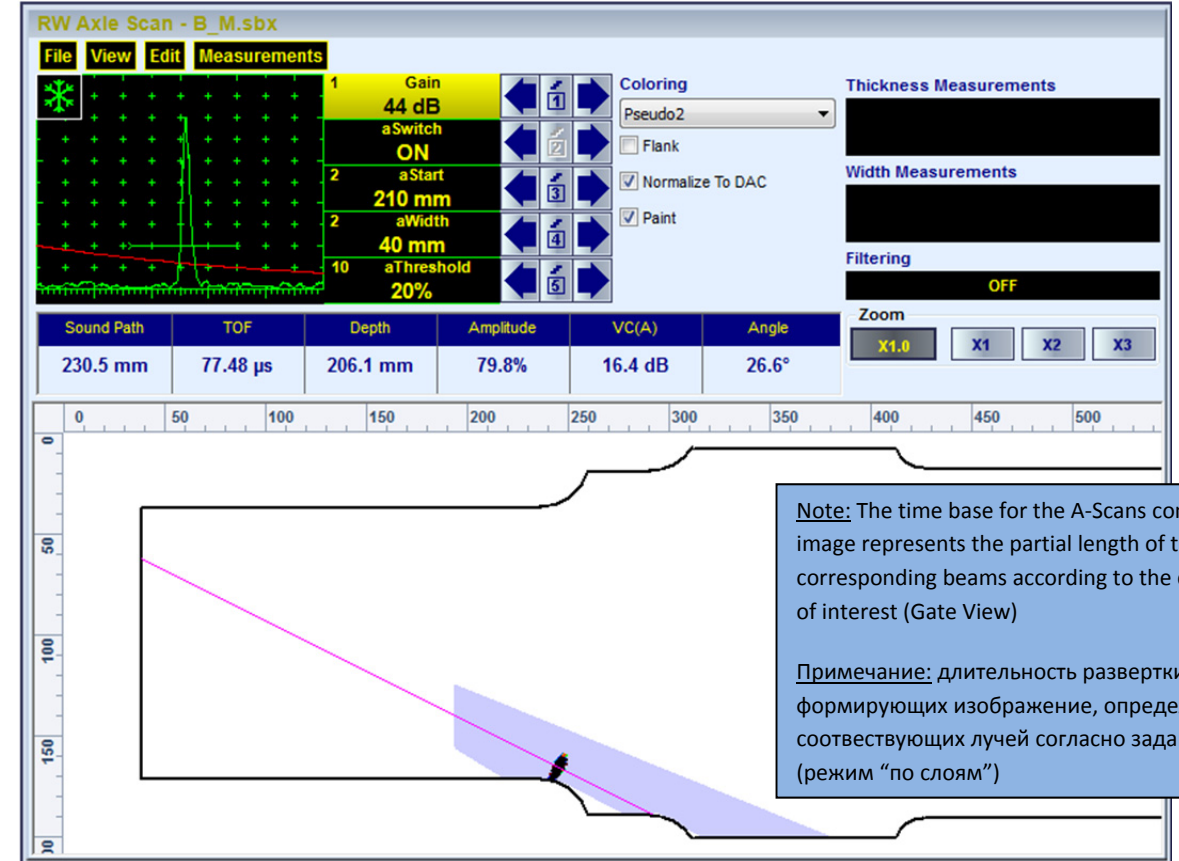 RW Axle Scan - B_M.sbx
File View Edit Measurements
1 Gain
44 dB
aSwitch
ON
2 aStart
210 mm
2 aWidth
40 mm
10 aThreshold
20%
1
2
3
4
5
Coloring
Pseudo2
Flank
Normalize To DAC
Paint
Thickness Measurements
Width Measurements
Filtering
OFF
Zoom
X1.0 X1 X2 X3
Sound Path TOF Depth Amplitude VC(A) Angle
230.5 mm 77.48 µs 206.1 mm 79.8% 16.4 dB 26.6°
0 50 100 150 200 250 300 350 400 450 500
0
50
100
150
Note: The time base for the A-Scans
image represents the partial length of
corresponding beams according to the
of interest (Gate View)
Примечание: длительность развертки
формирующих изображение,
соотвествующих лучей согласно
(режим “по слоям”)